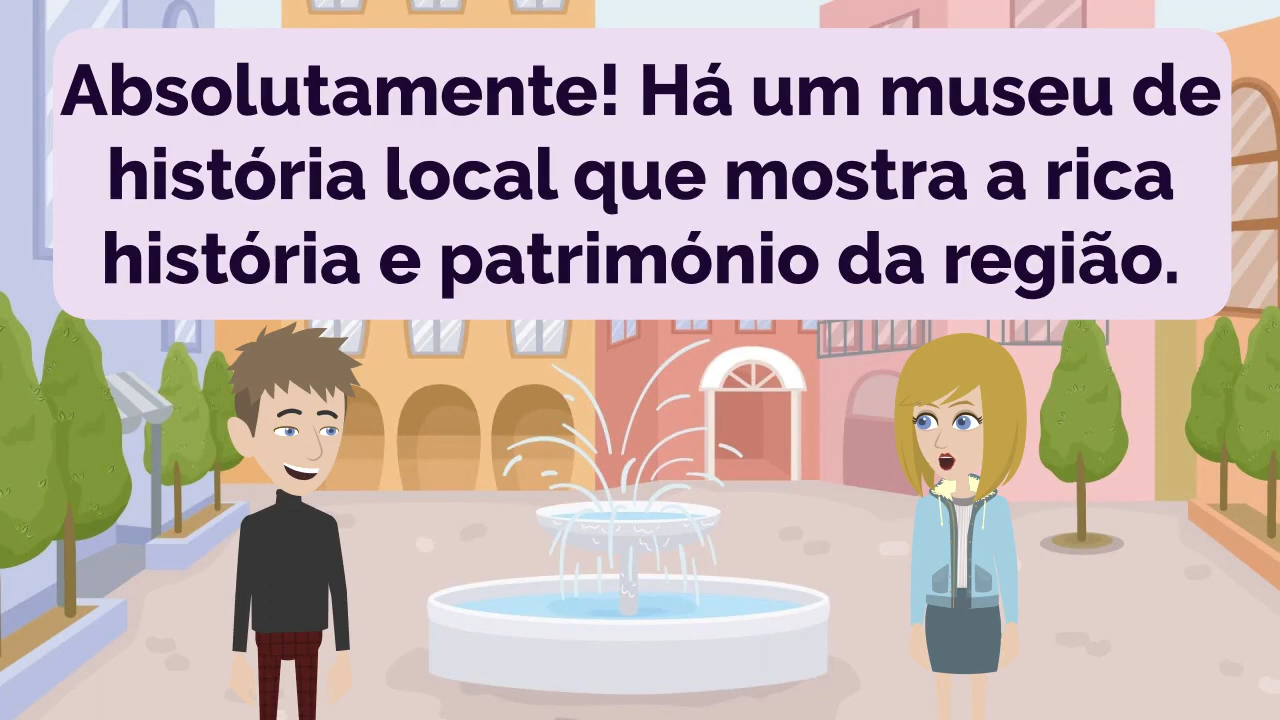 Absolutamente! Há um museu de
história local que mostra a rica
história e património da região.